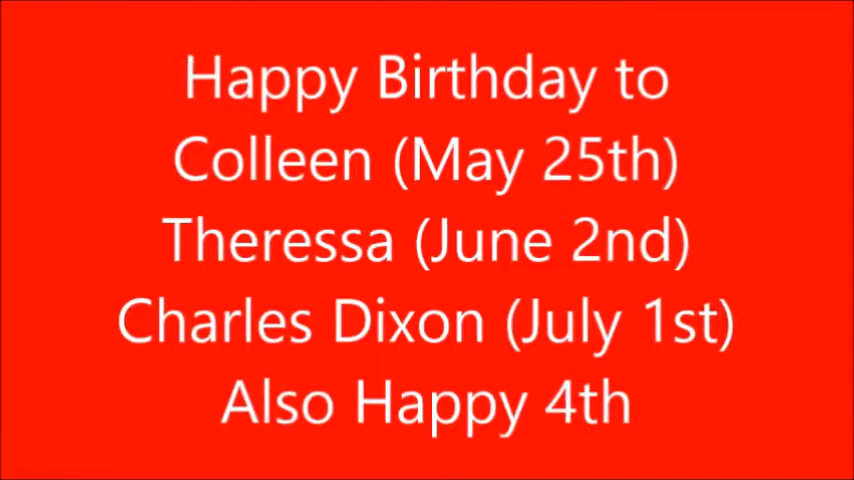 Happy Birthday to
Colleen (May 25th)
Theressa (June 2nd)
Charles Dixon (July 1st)
Also Happy 4th